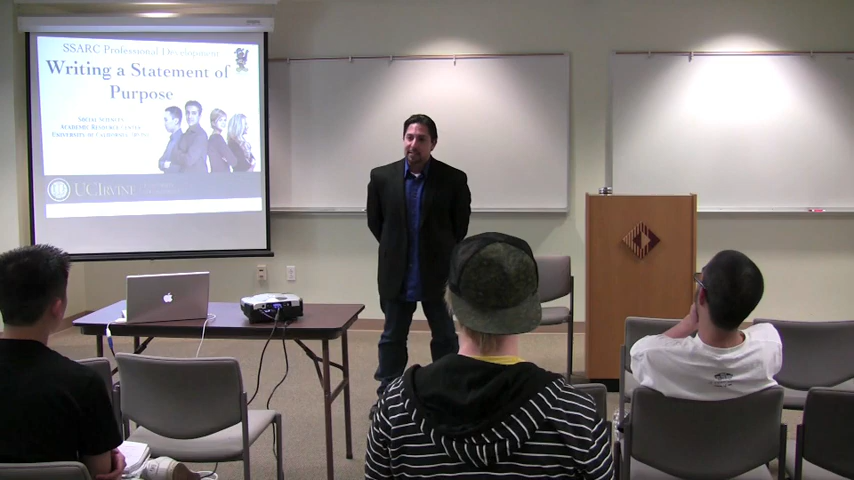 SSARC Professional Development
Writing a Statement of
Purpose
Social Sciences
Academic Resource Center
University of California, Irvine
UCIRVINE